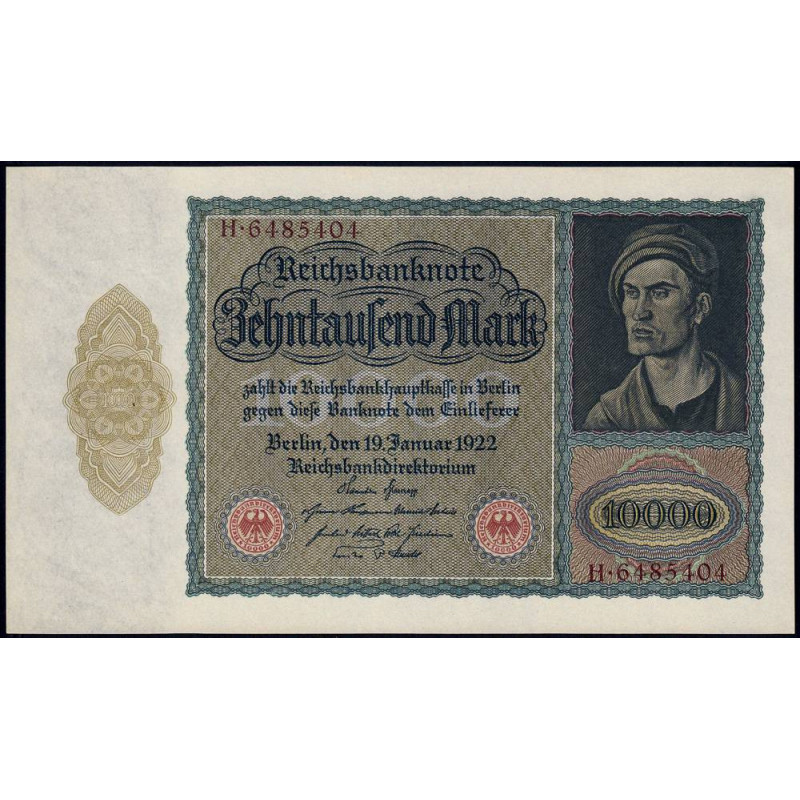 H·6485404
Reichsbanknote
Zehntausend Mark
10000
zahlt die Reichsbankhauptkasse in Berlin
gegen diese Banknote dem Einlieferer
Berlin, den 19. Januar 1922
Reichsbankdirektorium
10000
H·6485404